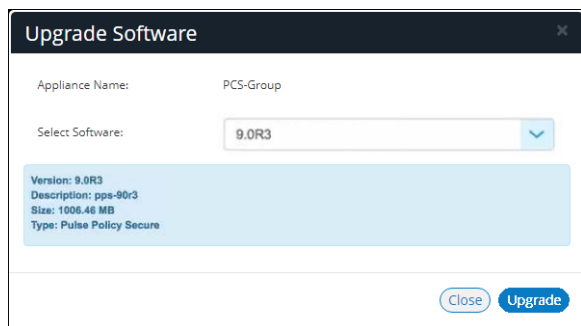 Upgrade Software
Appliance Name: PCS-Group
Select Software: 9.0R3
Version: 9.0R3
Description: pps-90r3
Size: 1006.46 MB
Type: Pulse Policy Secure
Close Upgrade